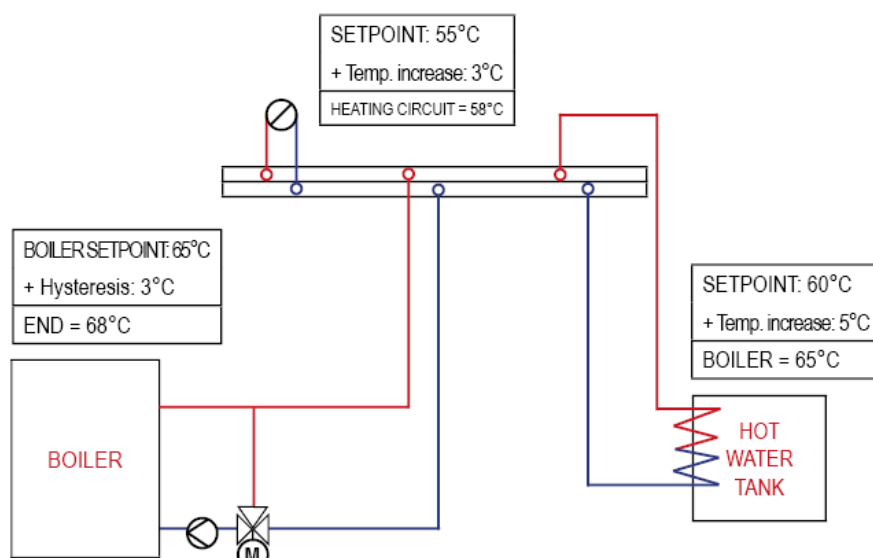 SETPOINT: 55°C
+ Temp. increase: 3°C
HEATING CIRCUIT = 58°C
BOILER SETPOINT: 65°C
+ Hysteresis: 3°C
END = 68°C
SETPOINT: 60°C
+ Temp. increase: 5°C
BOILER = 65°C
BOILER
HOT
WATER
TANK
M